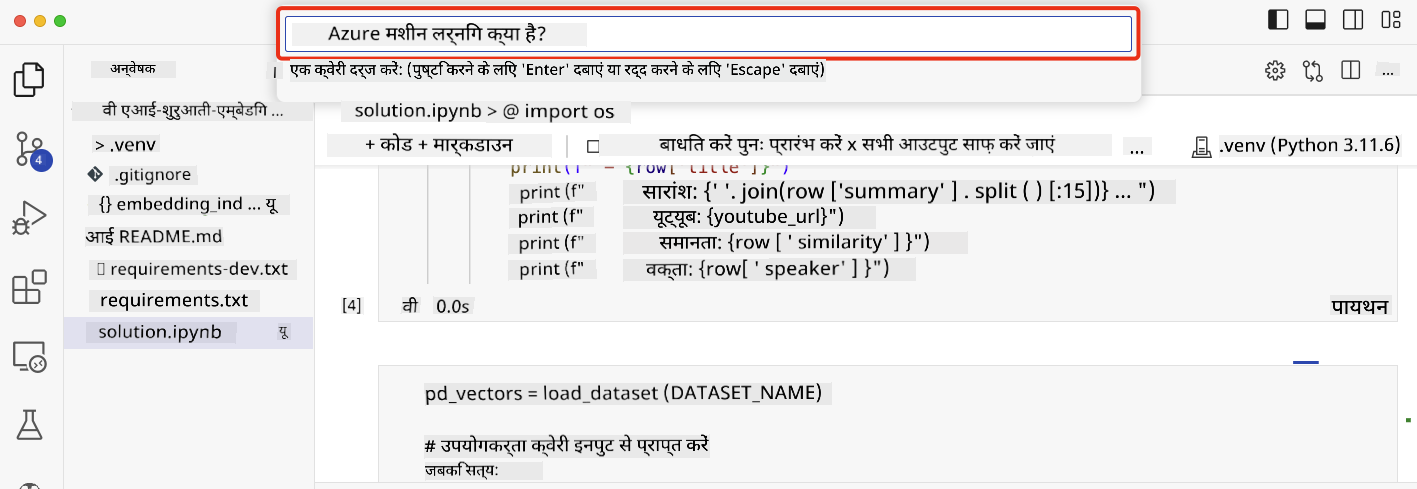 Azure मशीन लर्निंग क्या है?
एक क्वेरी दर्ज करें: (पुष्टि करने के लिए 'Enter' दबाएं या रद्द करने के लिए 'Escape' दबाएं)
अन्वेषक
वी एआई-शुरुआती-एम्बेडिंग ...
> .venv
.gitignore
{} embedding_ind ... यू
आई README.md
requirements-dev.txt
requirements.txt
solution.ipynb यू
4
...
solution.ipynb > @ import os
+ कोड + मार्कडाउन
बाधित करें पुनः प्रारंभ करें x सभी आउटपुट साफ़ करें जाएं
...
.venv (Python 3.11.6)
print (f" सारांश: {' '. join(row ['summary' ] . split ( ) [:15])} ... ")
print (f" यूट्यूब: {youtube_url}")
print (f" समानता: {row [ ' similarity' ] }")
print (f" वक्ता: {row[ ' speaker' ] }")
[4] वी 0.0s पायथन
pd_vectors = load_dataset (DATASET_NAME)
# उपयोगकर्ता क्वेरी इनपुट से प्राप्त करें
जबकि सत्य: